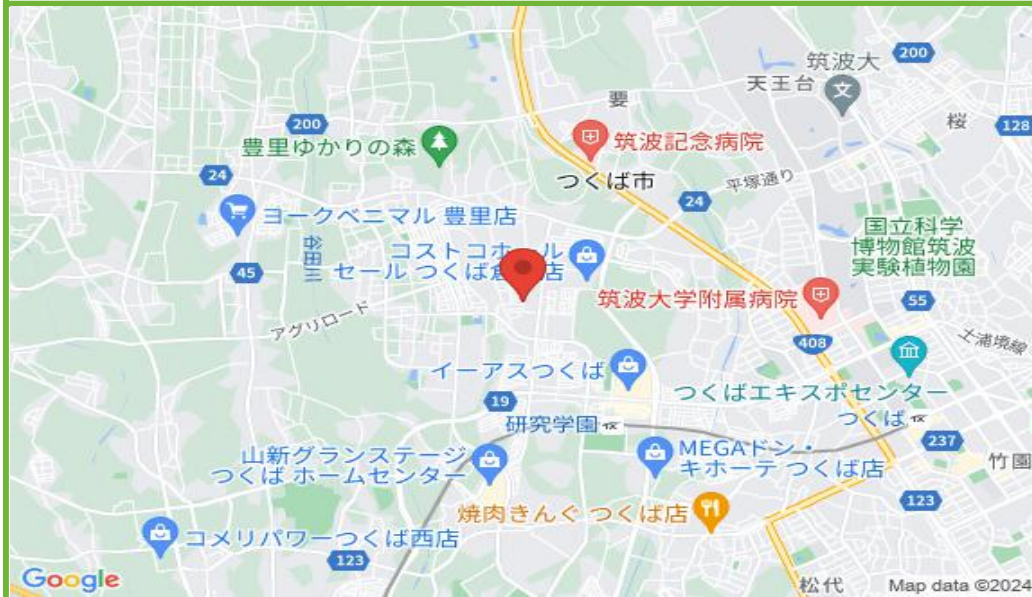 筑波大
200
天王台
要
桜
200
128
豊里ゆかりの森
筑波記念病院
つくば市
平塚通り
24
24
ヨークベニマル 豊里店
国立科学
博物館筑波
実験植物園
谷田川
コストコホールセール つくば倉庫店
45
筑波大学附属病院
55
アグリロード
土浦境線
408
イーアスつくば
つくばエキスポセンター
19
つくば
研究学園
237
山新グランステージ
つくば ホームセンター
MEGAドン・
キホーテ つくば店
竹園
123
焼肉きんぐ つくば店
コメリパワーつくば西店
123
松代
Google
Map data ©2024